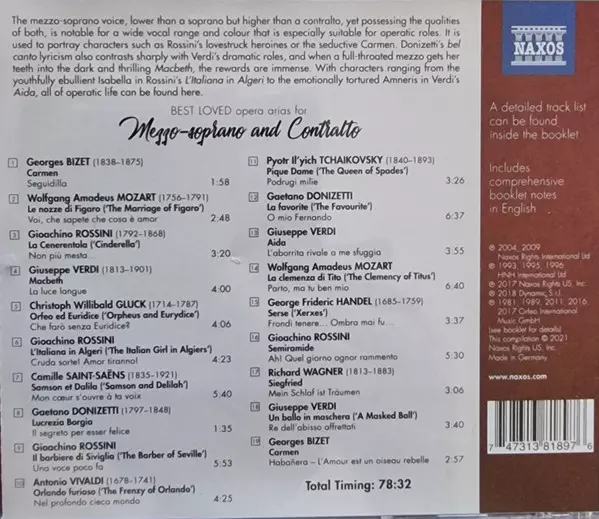 The mezzo-soprano voice, lower than a soprano but higher than a contralto, yet possessing the qualities
of both, is notable for a wide vocal range and colour that is especially suitable for operatic roles. It is
used to portray characters such as Rossini's lovestruck heroines or the seductive Carmen. Donizetti's bel
canto lyricism also contrasts sharply with Verdi's dramatic roles, and when a full-throated mezzo gets her
teeth into the dark and thrilling Macbeth, the rewards are immense. With characters ranging from the
youthfully ebullient Isabella in Rossini's L'Italiana in Algeri to the emotionally tortured Amneris in Verdi's
Aida, all of operatic life can be found here.
BEST LOVED opera arias for
Mezzo-soprano and Contralto
1 Georges BIZET (1838–1875)
Carmen
Seguidilla 1:58
2 Wolfgang Amadeus MOZART (1756–1791)
Le nozze di Figaro ('The Marriage of Figaro')
Voi, che sapete che cosa è amor 2:48
3 Gioachino ROSSINI (1792–1868)
La Cenerentola ('Cinderella')
Non più mesta... 3:20
4 Giuseppe VERDI (1813–1901)
Macbeth
La luce langue 4:00
5 Christoph Willibald GLUCK (1714–1787)
Orfeo ed Euridice ('Orpheus and Eurydice')
Che farò senza Euridice? 4:06
6 Gioachino ROSSINI
L'Italiana in Algeri ('The Italian Girl in Algiers')
Cruda sorte! Amor tiranno! 4:23
7 Camille SAINT-SAËNS (1835–1921)
Samson et Dalila ('Samson and Delilah')
Mon cœur s'ouvre à ta voix 5:40
8 Gaetano DONIZETTI (1797–1848)
Lucrezia Borgia
Il segreto per esser felice 1:35
9 Gioachino ROSSINI
Il barbiere di Siviglia ('The Barber of Seville')
Una voce poco fa 5:53
10 Antonio VIVALDI (1678–1741)
Orlando furioso ('The Frenzy of Orlando')
Nel profondo cieco mondo 4:25
11 Pyotr Il'yich TCHAIKOVSKY (1840–1893)
Pique Dame ('The Queen of Spades')
Podrugi milïe 3:26
12 Gaetano DONIZETTI
La favorite ('The Favourite')
O mio Fernando 6:37
13 Giuseppe VERDI
Aida
L'aborrita rivale a me sfuggia 3:55
14 Wolfgang Amadeus MOZART
La clemenza di Tito ('The Clemency of Titus')
Parto, ma tu ben mio 6:40
15 George Frideric HANDEL (1685–1759)
Serse ('Xerxes')
Frondi tenere... Ombra mai fu... 3:37
16 Gioachino ROSSINI
Semiramide
Ah! Quel giorno ognor rammento 5:30
17 Richard WAGNER (1813–1883)
Siegfried
Mein Schlaf ist Träumen 3:06
18 Giuseppe VERDI
Un ballo in maschera ('A Masked Ball')
Re dell'abisso affrettati 3:40
19 Georges BIZET
Carmen
Habañera – L'Amour est un oiseau rebelle 2:57
Total Timing: 78:32
NAXOS
A detailed track list
can be found
inside the booklet
Includes
comprehensive
booklet notes
in English
℗ 2004, 2009
Naxos Rights International Ltd
℗ 1993, 1995, 1996
HNH International Ltd
℗ 2017 Naxos Rights US, Inc.
℗ 2018 Dynamic S.r.l.
℗ 1981, 1989, 2011, 2016,
2017 Orfeo International
Music GmbH
(see booklet for details)
This compilation © 2021
Naxos Rights US, Inc.
Made in Germany
www.naxos.com
7 47313 81897 6